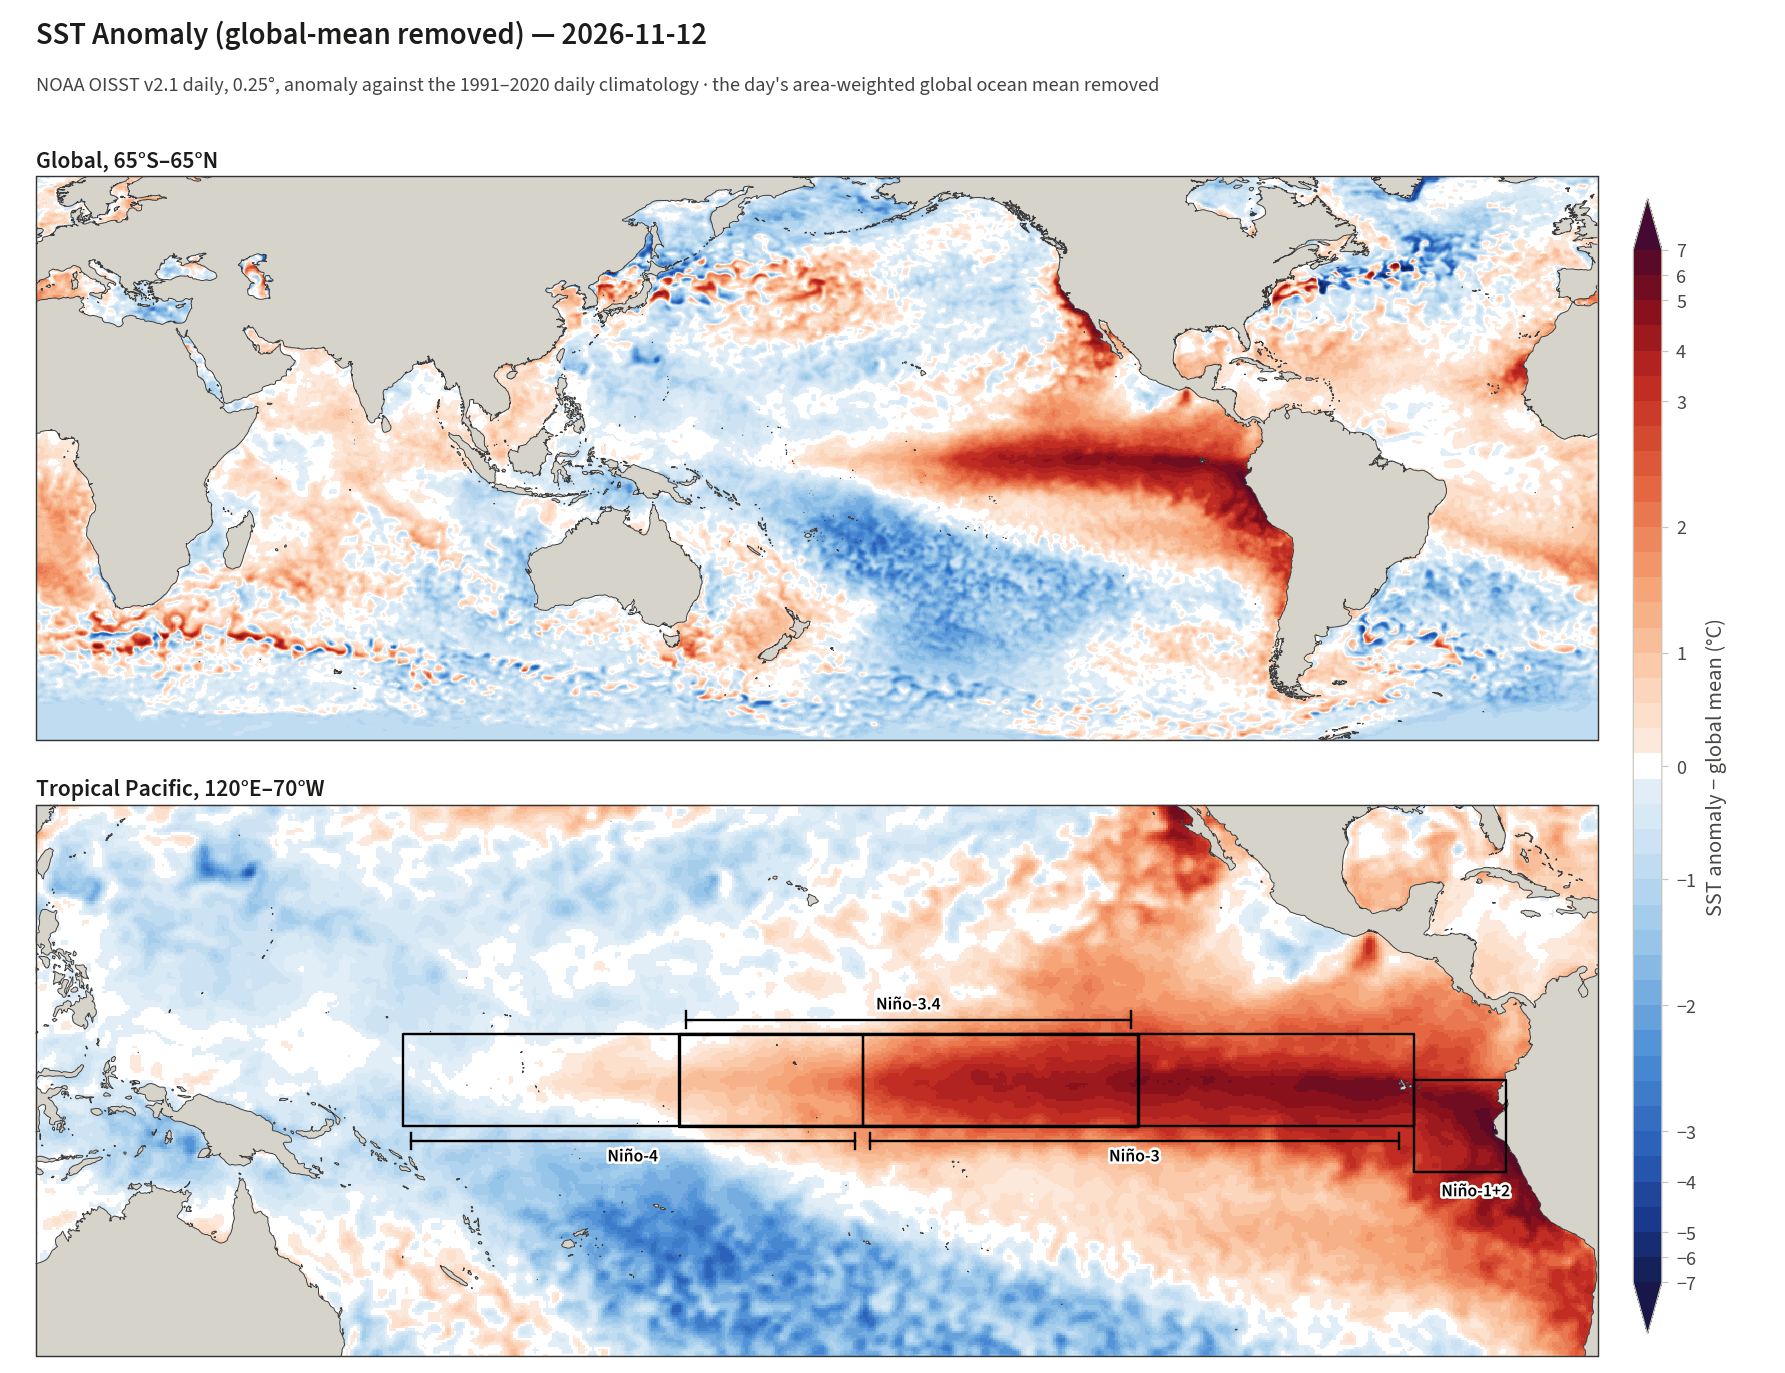 SST Anomaly (global-mean removed) — 2026-11-12
NOAA OISST v2.1 daily, 0.25°, anomaly against the 1991–2020 daily climatology · the day's area-weighted global ocean mean removed
Global, 65°S–65°N
Tropical Pacific, 120°E–70°W
Niño-3.4
Niño-4
Niño-3
Niño-1+2
7
6
5
4
3
2
1
0
−1
−2
−3
−4
−5
−6
−7
SST anomaly − global mean (°C)